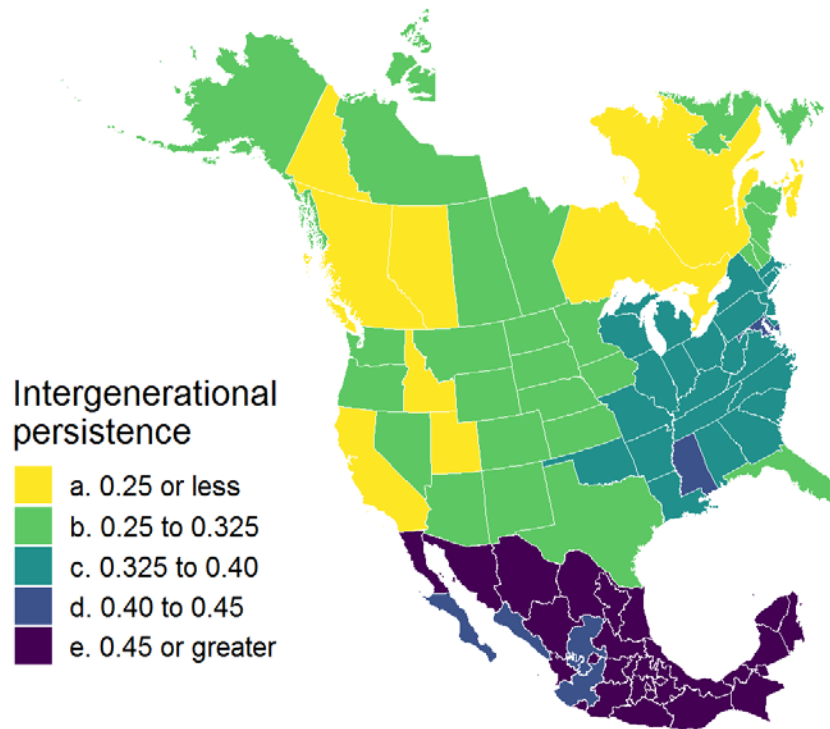 Intergenerational
persistence
a. 0.25 or less
b. 0.25 to 0.325
c. 0.325 to 0.40
d. 0.40 to 0.45
e. 0.45 or greater